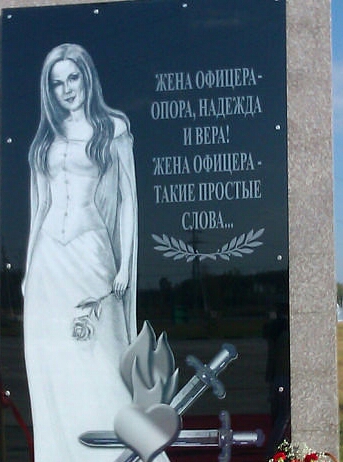 ЖЕНА ОФИЦЕРА-
ОПОРА, НАДЕЖДА
И ВЕРА!
ЖЕНА ОФИЦЕРА -
ТАКИЕ ПРОСТЫЕ
СЛОВА...